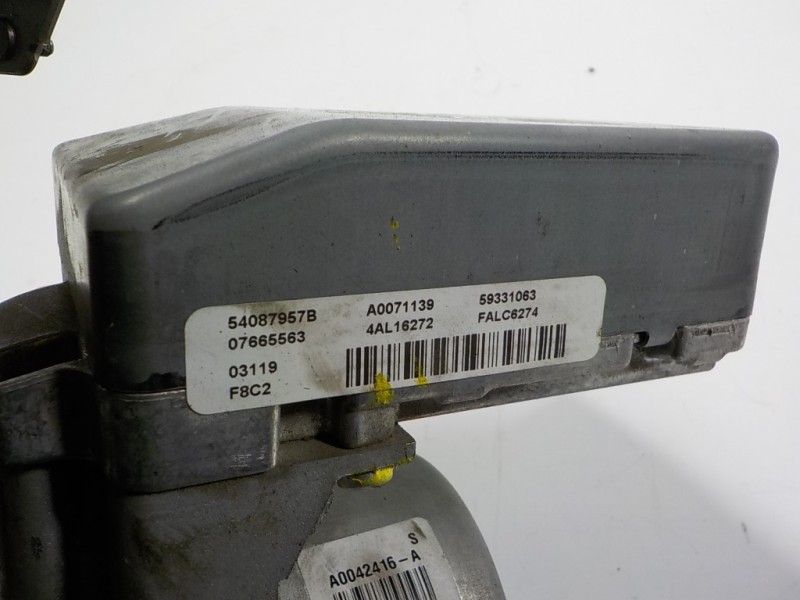 54087957B A0071139 59331063
07665563 4AL16272 FALC6274
03119
F8C2
S
A0042416-A